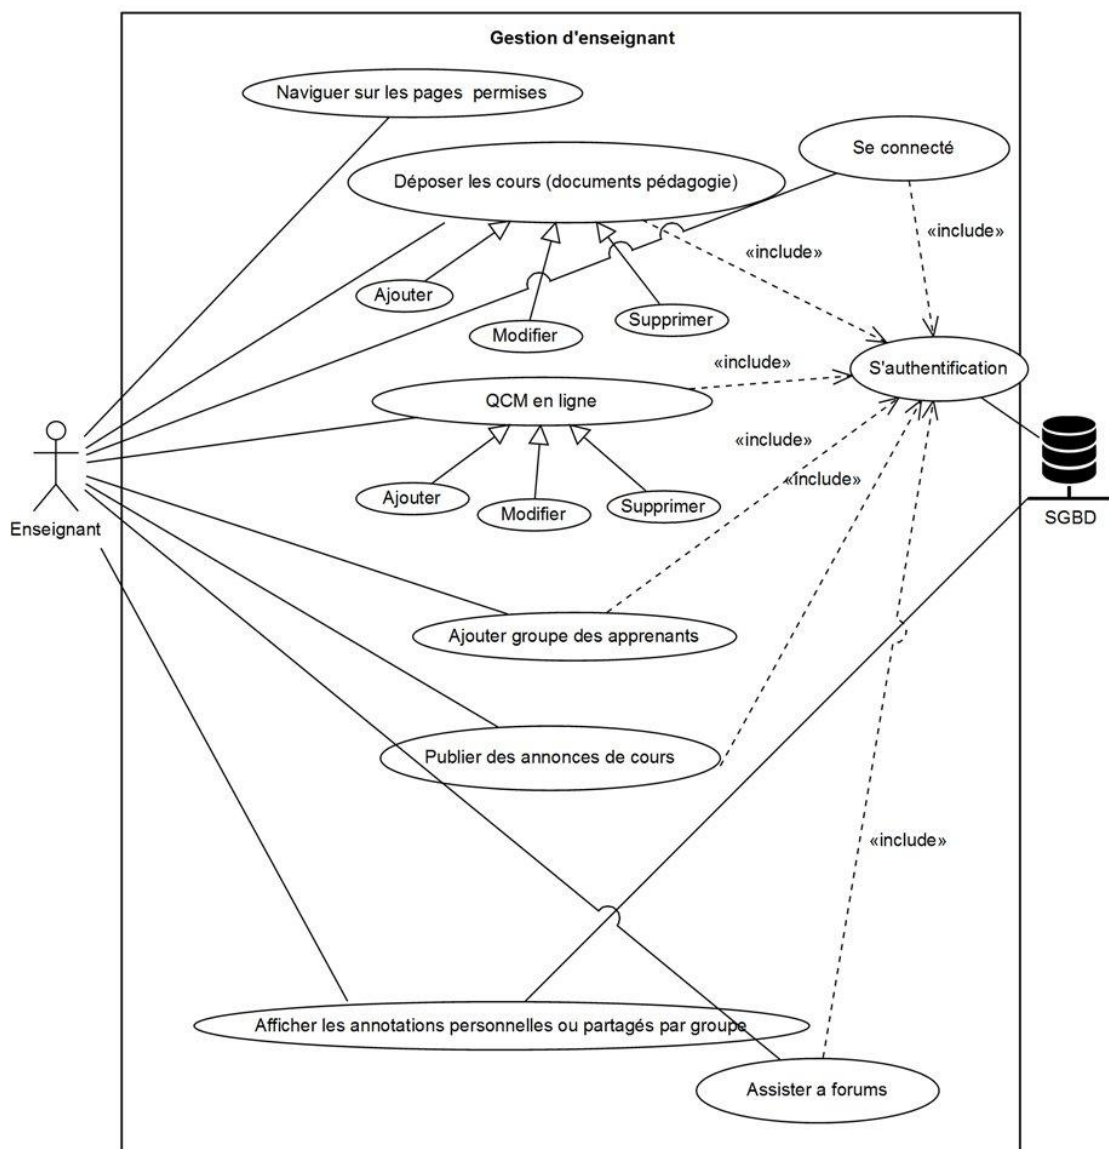 Gestion d'enseignant
Naviguer sur les pages  permises
Se connecté
Déposer les cours (documents pédagogie)
«include»
«include»
Ajouter
Supprimer
Modifier
«include»
S'authentification
QCM en ligne
«include»
«include»
Ajouter
Supprimer
Modifier
Enseignant
SGBD
Ajouter groupe des apprenants
Publier des annonces de cours
«include»
Afficher les annotations personnelles ou partagés par groupe
Assister a forums